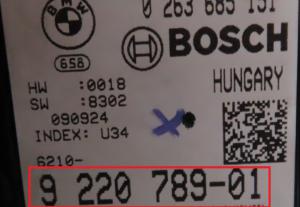 0 263 685 151
BMW
BOSCH
658
HW :0018
SW :8302
HUNGARY
090924
INDEX: U34
6210-
9 220 789-01